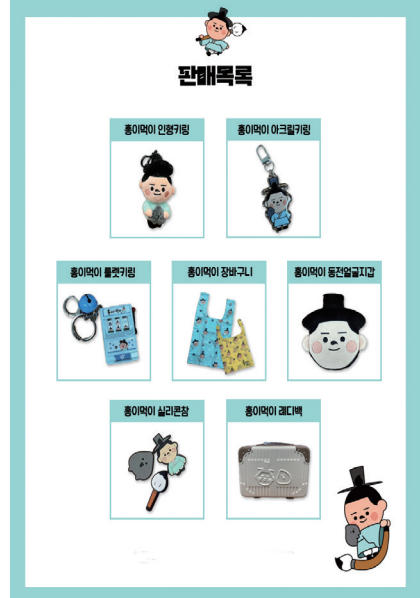 판매목록
홍이먹이 인형키링
홍이먹이 아크릴키링
홍이먹이 룰렛키링
홍이먹이 장바구니
홍이먹이 동전얼굴지갑
홍이먹이 실리콘참
홍이먹이 레디백